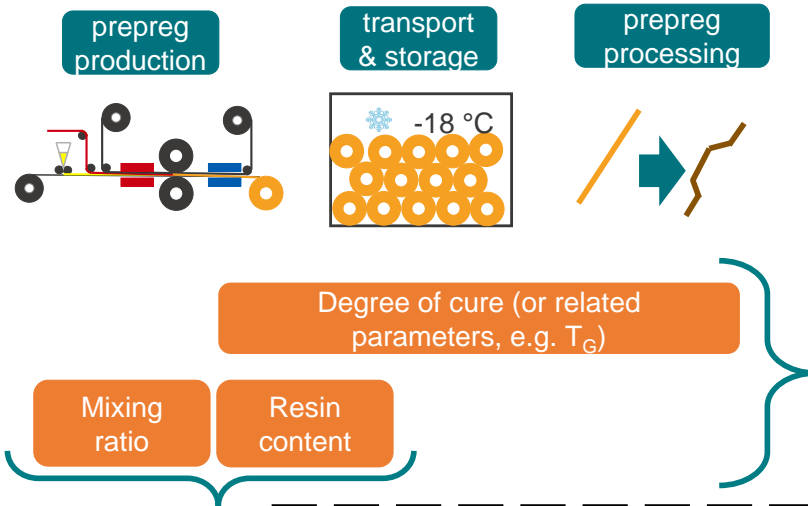 prepreg
production
transport
& storage
prepreg
processing
-18 °C
Degree of cure (or related
parameters, e.g. TG)
Mixing
ratio
Resin
content